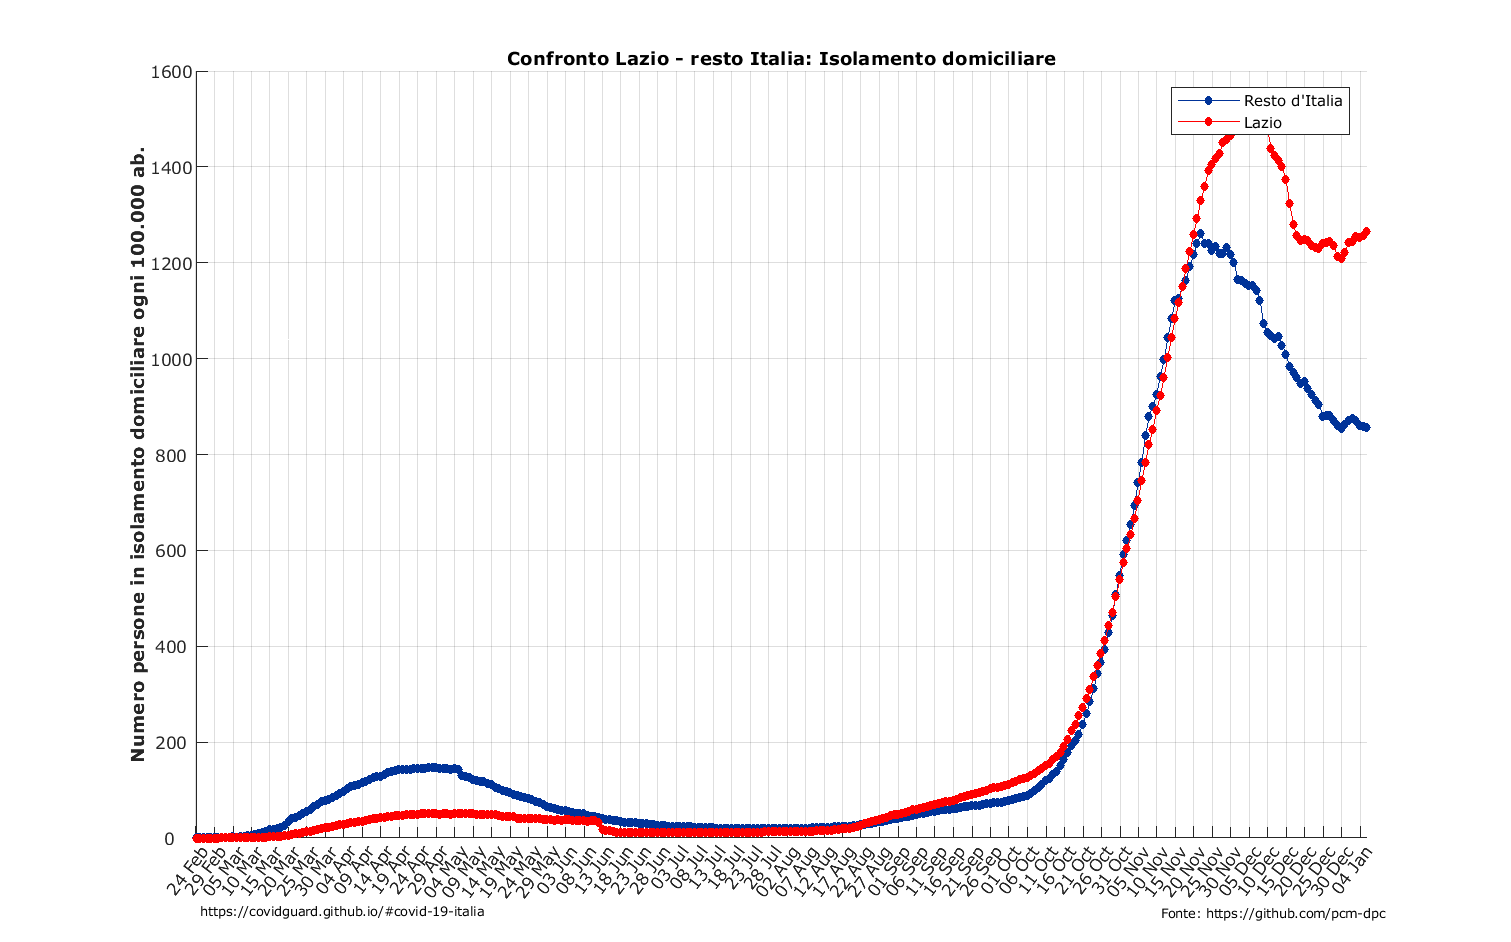 Confronto Lazio - resto Italia: Isolamento domiciliare
Numero persone in isolamento domiciliare ogni 100.000 ab.
1600
1400
1200
1000
800
600
400
200
0
Resto d'Italia
Lazio
24 Feb
29 Feb
05 Mar
10 Mar
15 Mar
20 Mar
25 Mar
30 Mar
04 Apr
09 Apr
14 Apr
19 Apr
24 Apr
29 Apr
04 May
09 May
14 May
19 May
24 May
29 May
03 Jun
08 Jun
13 Jun
18 Jun
23 Jun
28 Jun
03 Jul
08 Jul
13 Jul
18 Jul
23 Jul
28 Jul
02 Aug
07 Aug
12 Aug
17 Aug
22 Aug
27 Aug
01 Sep
06 Sep
11 Sep
16 Sep
21 Sep
26 Sep
01 Oct
06 Oct
11 Oct
16 Oct
21 Oct
26 Oct
31 Oct
05 Nov
10 Nov
15 Nov
20 Nov
25 Nov
30 Nov
05 Dec
10 Dec
15 Dec
20 Dec
25 Dec
30 Dec
04 Jan
https://covidguard.github.io/#covid-19-italia
Fonte: https://github.com/pcm-dpc